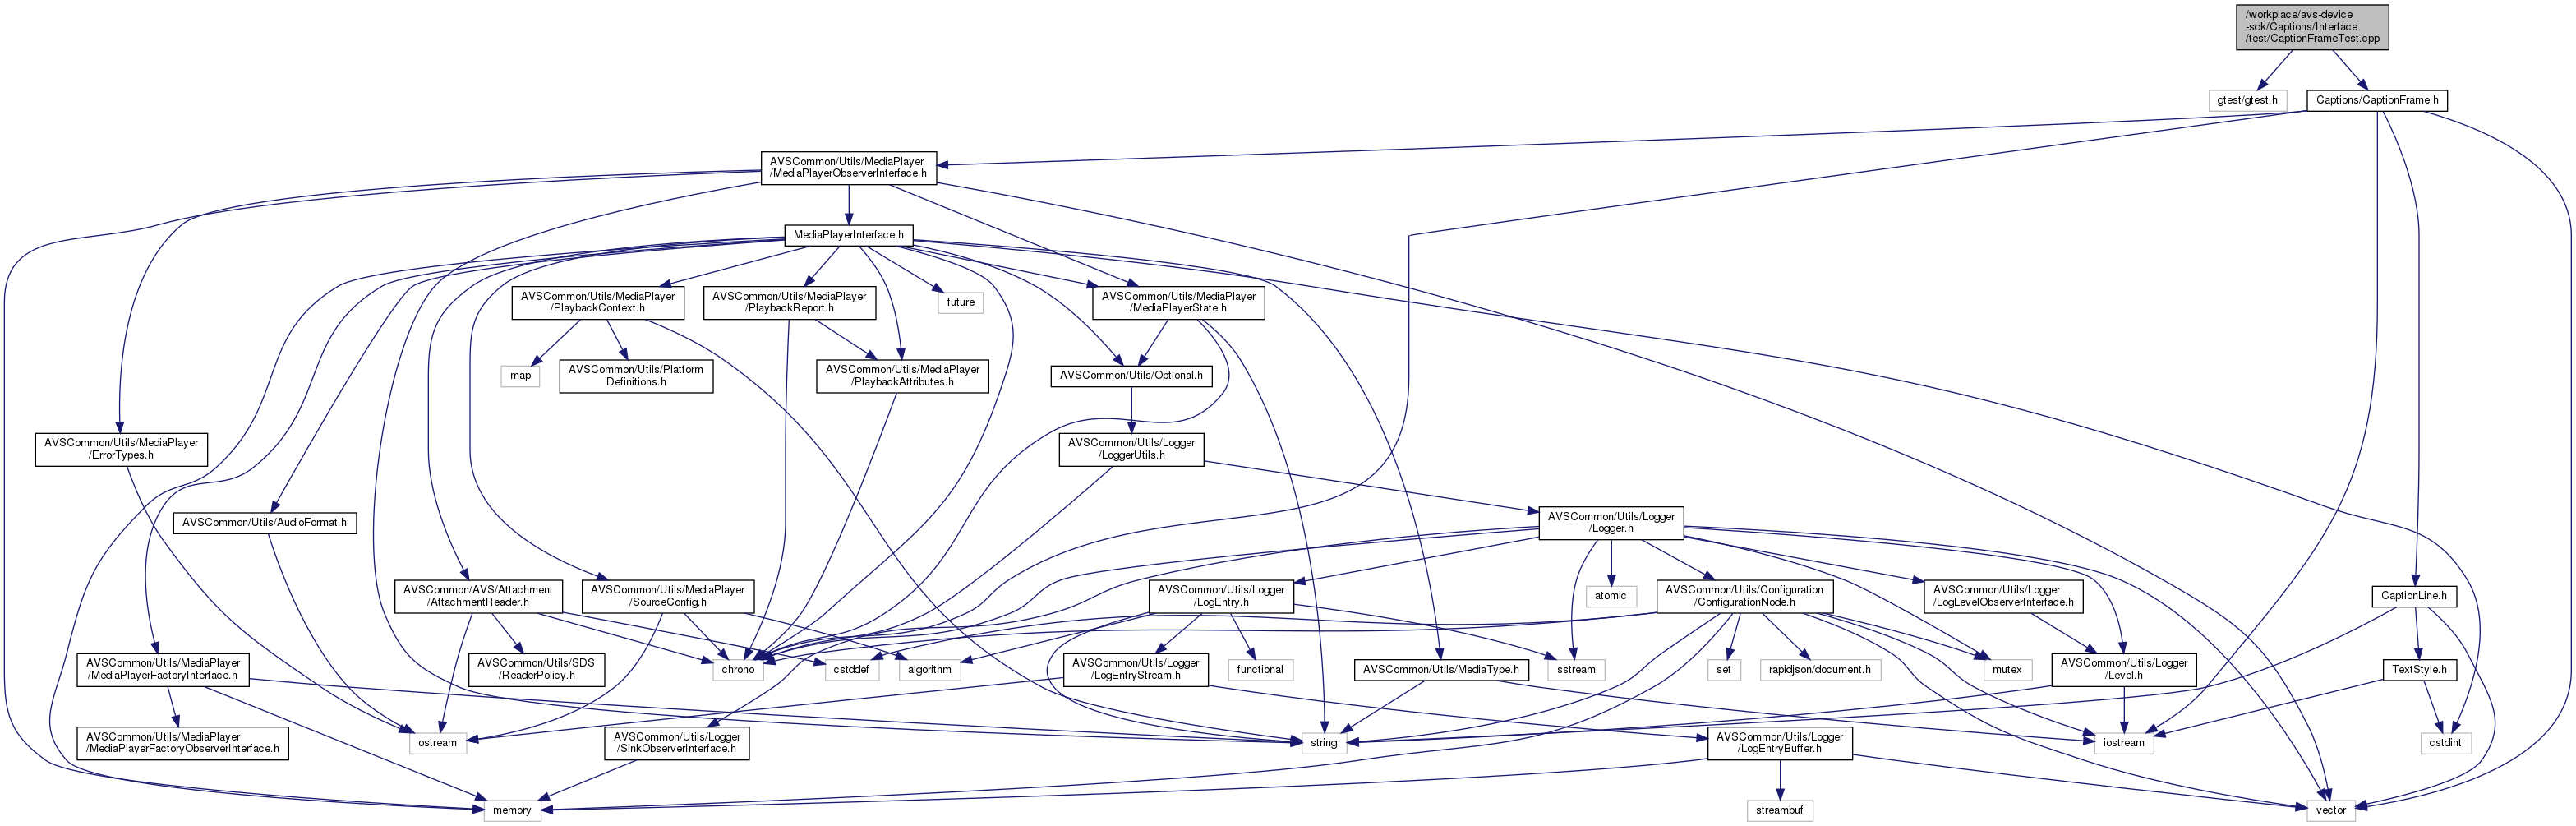 /workplace/avs-device
-sdk/Captions/Interface
/test/CaptionFrameTest.cpp
gtest/gtest.h
Captions/CaptionFrame.h
AVSCommon/Utils/MediaPlayer
/MediaPlayerObserverInterface.h
MediaPlayerInterface.h
AVSCommon/Utils/MediaPlayer
/PlaybackContext.h
AVSCommon/Utils/MediaPlayer
/PlaybackReport.h
future
AVSCommon/Utils/MediaPlayer
/MediaPlayerState.h
map
AVSCommon/Utils/Platform
Definitions.h
AVSCommon/Utils/MediaPlayer
/PlaybackAttributes.h
AVSCommon/Utils/Optional.h
AVSCommon/Utils/MediaPlayer
/ErrorTypes.h
AVSCommon/Utils/Logger
/LoggerUtils.h
AVSCommon/Utils/AudioFormat.h
AVSCommon/Utils/Logger
/Logger.h
AVSCommon/AVS/Attachment
/AttachmentReader.h
AVSCommon/Utils/MediaPlayer
/SourceConfig.h
AVSCommon/Utils/Logger
/LogEntry.h
atomic
AVSCommon/Utils/Configuration
/ConfigurationNode.h
AVSCommon/Utils/Logger
/LogLevelObserverInterface.h
CaptionLine.h
AVSCommon/Utils/MediaPlayer
/MediaPlayerFactoryInterface.h
AVSCommon/Utils/SDS
/ReaderPolicy.h
chrono
cstddef
algorithm
AVSCommon/Utils/Logger
/LogEntryStream.h
functional
AVSCommon/Utils/MediaType.h
sstream
set
rapidjson/document.h
mutex
AVSCommon/Utils/Logger
/Level.h
TextStyle.h
AVSCommon/Utils/MediaPlayer
/MediaPlayerFactoryObserverInterface.h
ostream
AVSCommon/Utils/Logger
/SinkObserverInterface.h
string
AVSCommon/Utils/Logger
/LogEntryBuffer.h
iostream
cstdint
memory
streambuf
vector